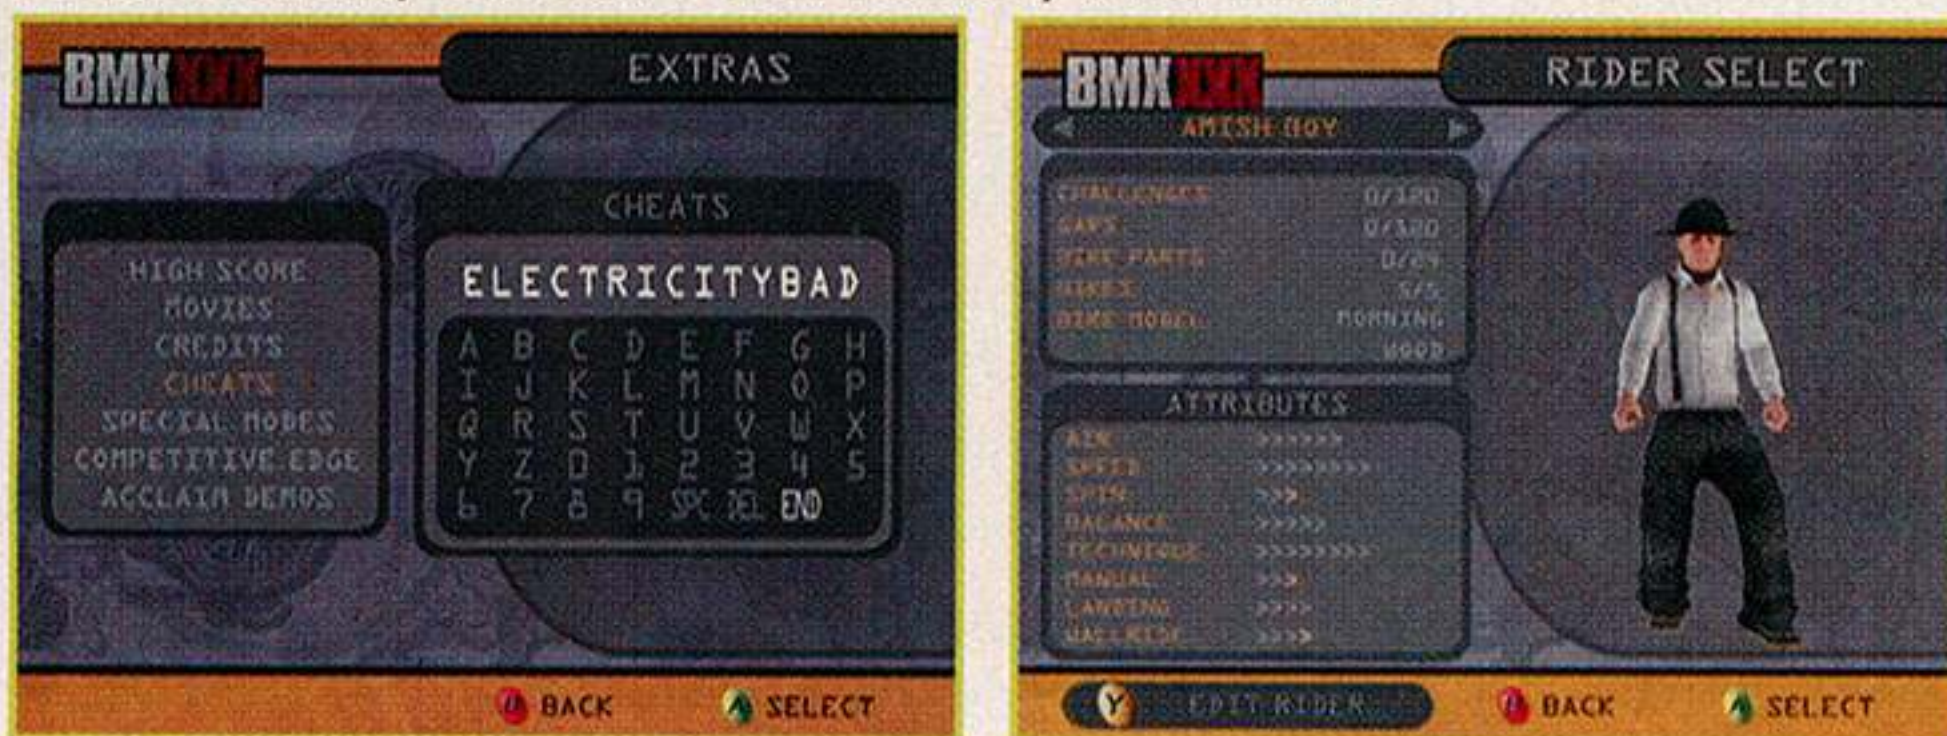 BMX XXX
EXTRAS
CHEATS
ELECTRICITYBAD
HIGH SCORE
MOVIES
CREDITS
CHEATS
SPECIAL MODES
COMPETITIVE EDGE
ACCLAIM DEMOS
A B C D E F G H
I J K L M N O P
Q R S T U V W X
Y Z 0 1 2 3 4 5
6 7 8 9 SPC DEL END
B BACK
A SELECT
BMX XXX
RIDER SELECT
AMISH BOY
CHALLENGES 0/120
GAPS 0/120
BIKE PARTS 0/24
BIKES 5/5
BIKE MODEL MORNING
WOOD
ATTRIBUTES
AIR >>>>>>
SPEED >>>>>>>>
SPIN >>>
BALANCE >>>>>
TECHNIQUE >>>>>>>>
MANUAL >>>
LANDING >>>>
WALLRIDE >>>>
Y EDIT RIDER
B BACK
A SELECT